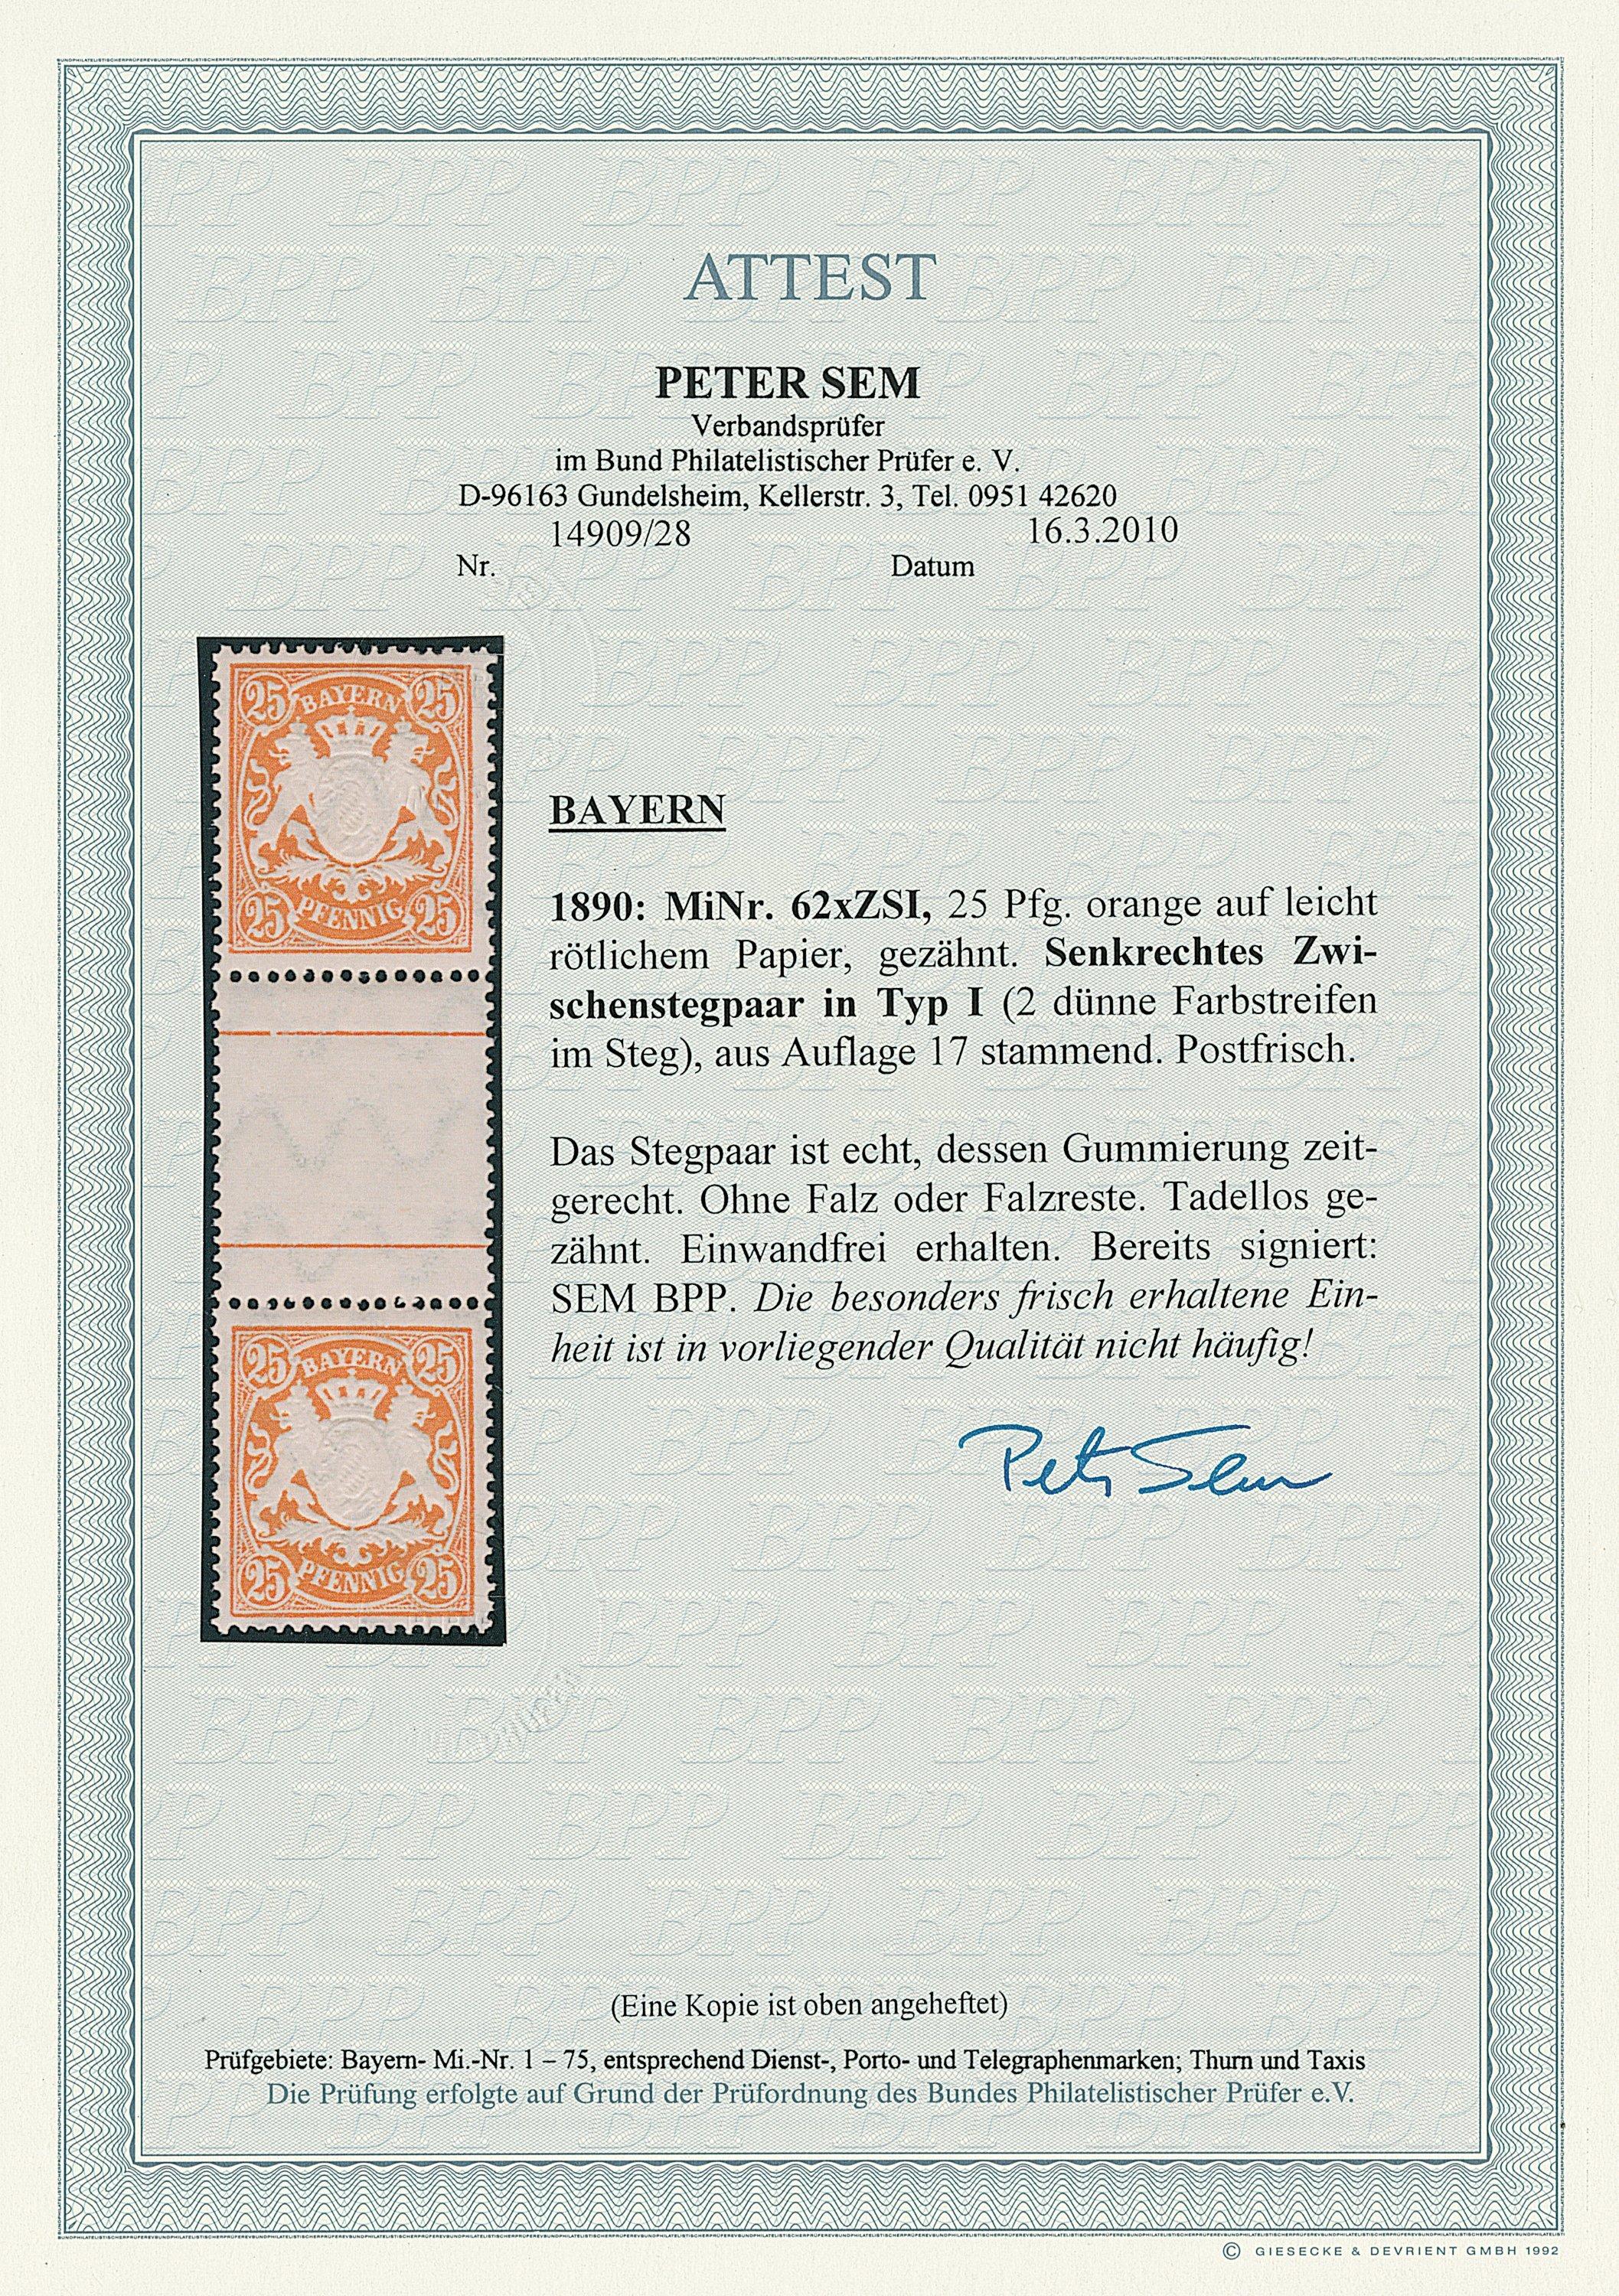 ATTEST
PETER SEM
Verbandsprüfer
im Bund Philatelistischer Prüfer e. V.
D-96163 Gundelsheim, Kellerstr. 3, Tel. 0951 42620
14909/28 16.3.2010
Nr. Datum
25 BAYERN 25
25 PFENNIG 25
BAYERN
1890: MiNr. 62xZSI, 25 Pfg. orange auf leicht
rötlichem Papier, gezähnt. Senkrechtes Zwi-
schenstegpaar in Typ I (2 dünne Farbstreifen
im Steg), aus Auflage 17 stammend. Postfrisch.
Das Stegpaar ist echt, dessen Gummierung zeit-
gerecht. Ohne Falz oder Falzreste. Tadellos ge-
zähnt. Einwandfrei erhalten. Bereits signiert:
SEM BPP. Die besonders frisch erhaltene Ein-
heit ist in vorliegender Qualität nicht häufig!
25 BAYERN 25
25 PFENNIG 25
Peter Sem
(Eine Kopie ist oben angeheftet)
Prüfgebiete: Bayern- Mi.-Nr. 1 – 75, entsprechend Dienst-, Porto- und Telegraphenmarken; Thurn und Taxis
Die Prüfung erfolgte auf Grund der Prüfordnung des Bundes Philatelistischer Prüfer e.V.
© GIESECKE & DEVRIENT GMBH 1992